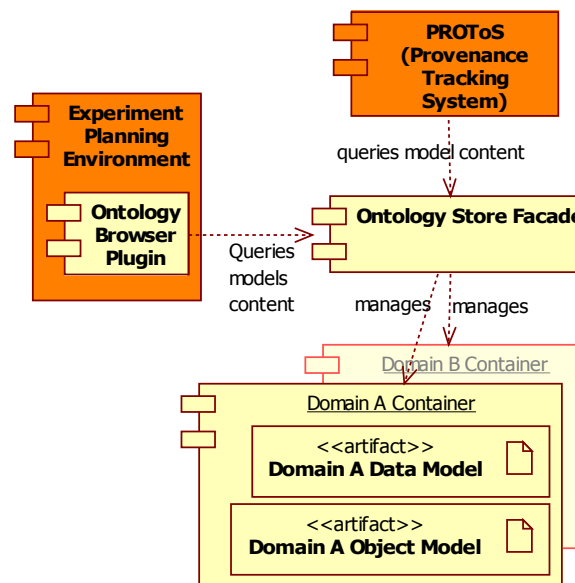 PROToS
(Provenance
Tracking
System)
Experiment
Planning
Environment
queries model content
Ontology
Browser
Plugin
Ontology Store Facade
Queries
models
content
manages
manages
Domain B Container
Domain A Container
<<artifact>>
Domain A Data Model
<<artifact>>
Domain A Object Model